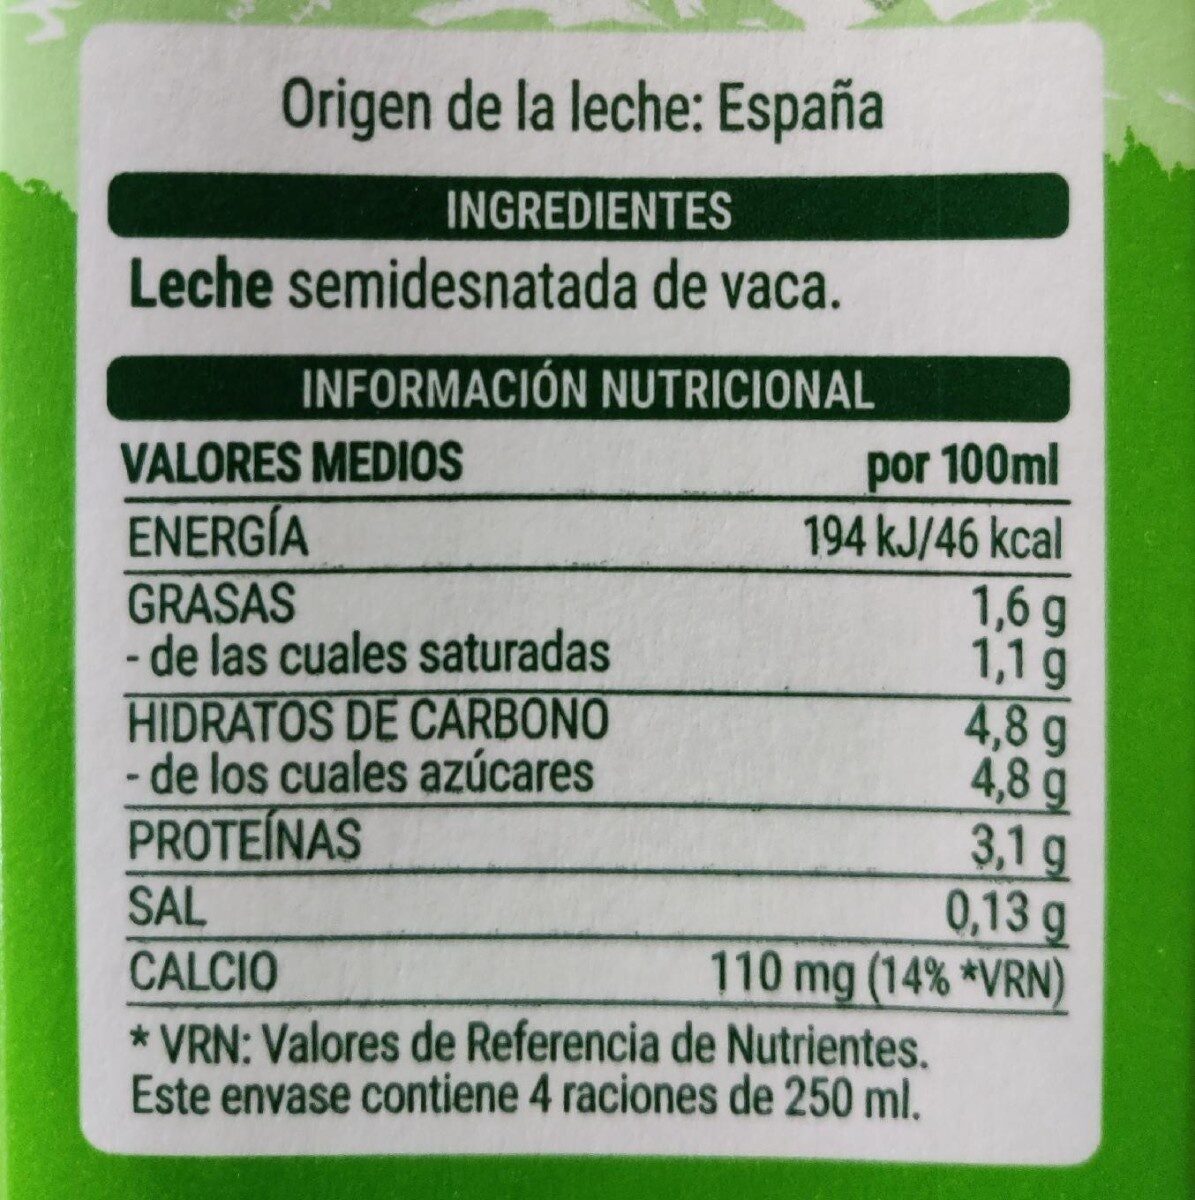 Origen de la leche: España
INGREDIENTES
Leche semidesnatada de vaca.
INFORMACIÓN NUTRICIONAL
VALORES MEDIOS por 100ml
ENERGÍA 194 kJ/46 kcal
GRASAS 1,6 g
- de las cuales saturadas 1,1 g
HIDRATOS DE CARBONO 4,8 g
- de los cuales azúcares 4,8 g
PROTEÍNAS 3,1 g
SAL 0,13 g
CALCIO 110 mg (14% *VRN)
* VRN: Valores de Referencia de Nutrientes.
Este envase contiene 4 raciones de 250 ml.